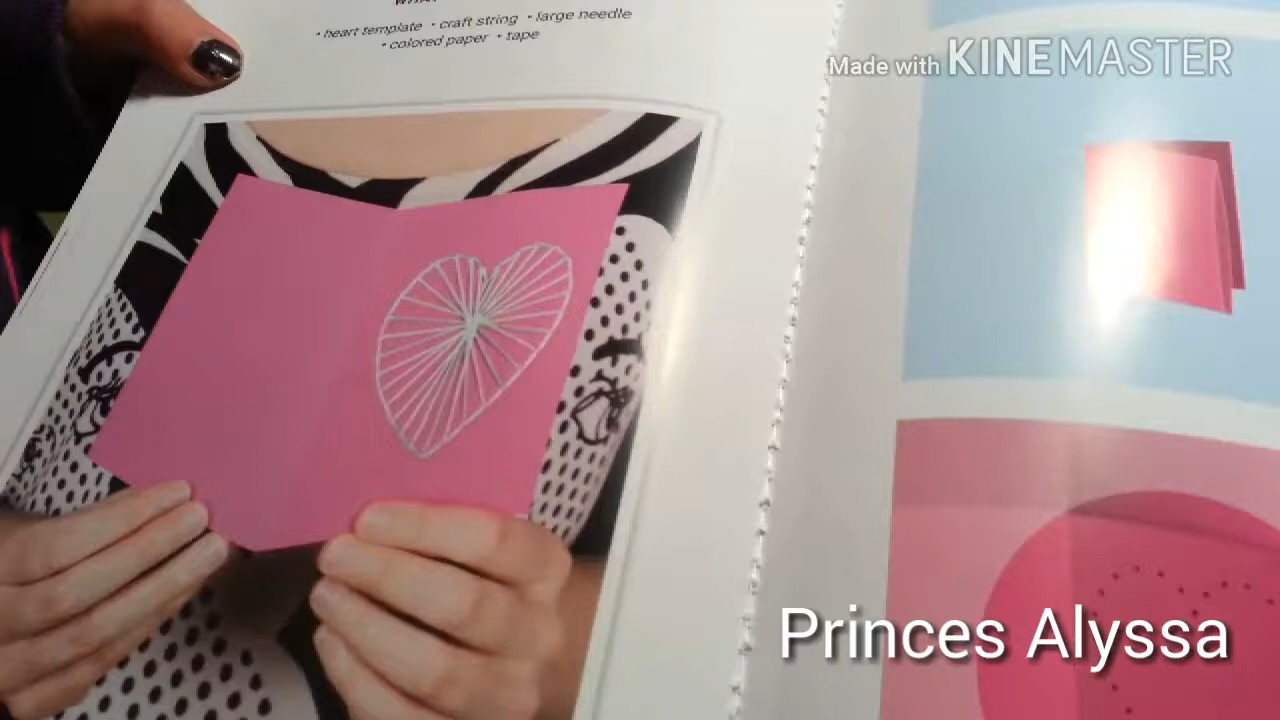 • heart template • craft string • large needle
• colored paper • tape
Made with KINEMASTER
Princes Alyssa